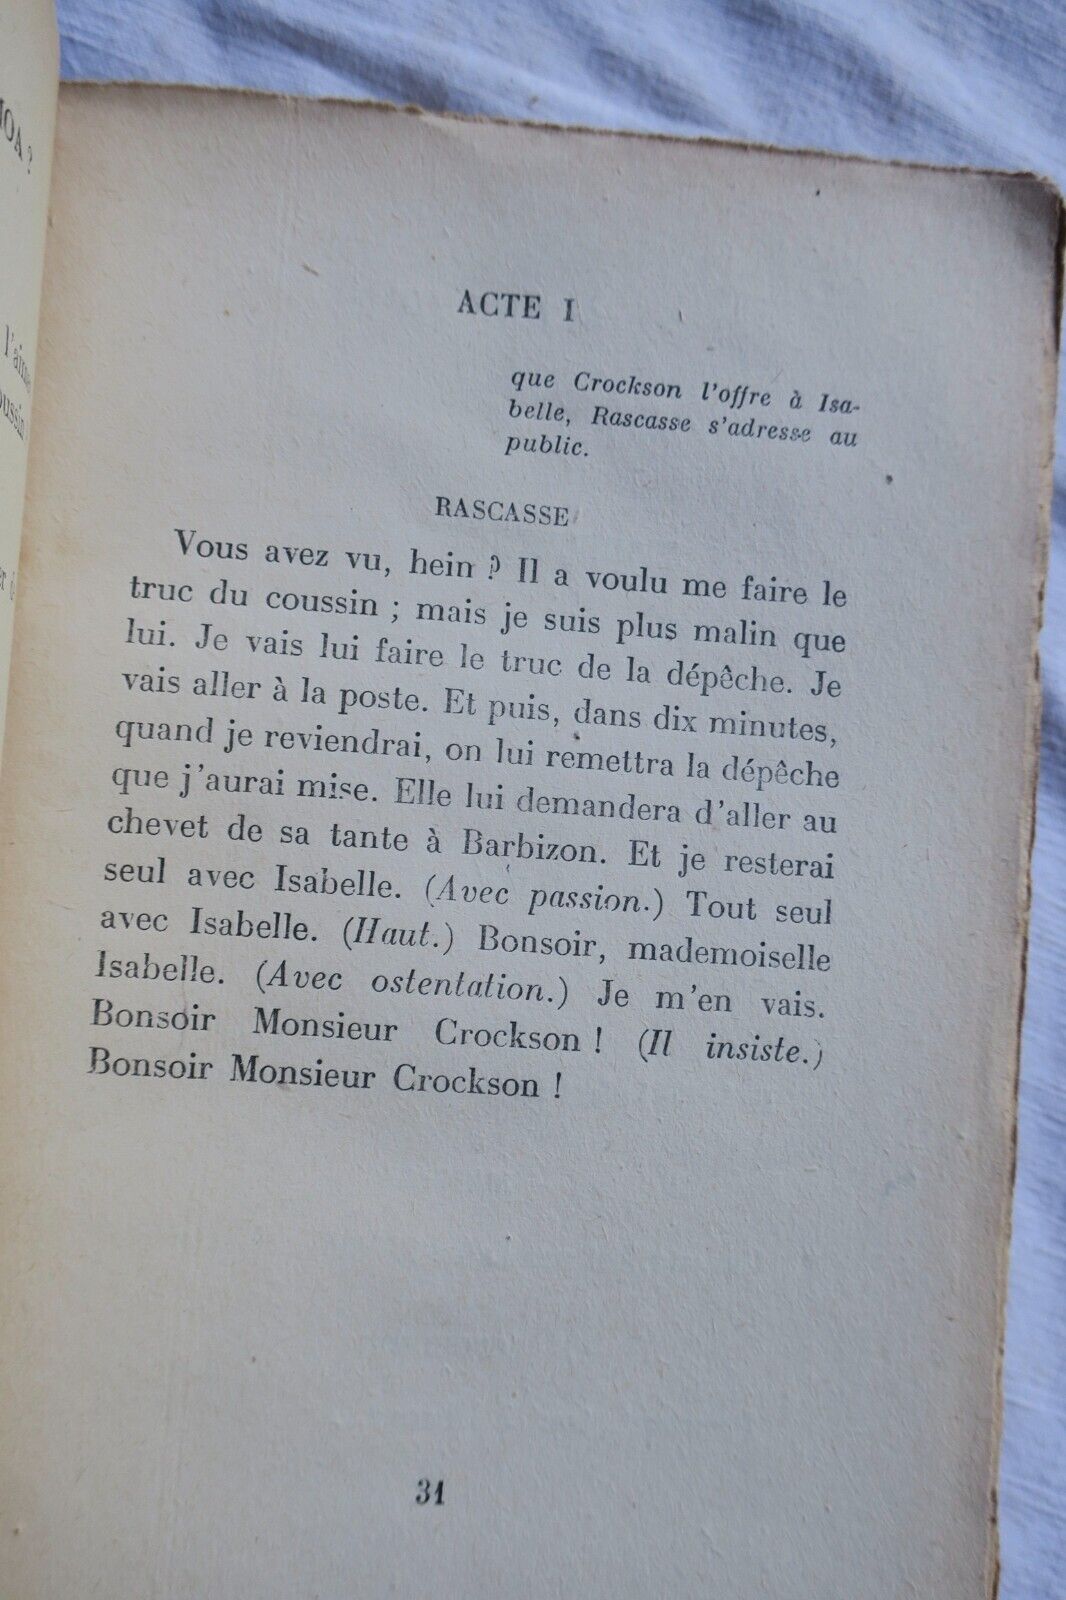 l'aime
ACTE I
que Crockson l'offre à Isa-
belle, Rascasse s'adresse au
public.
RASCASSE
Vous avez vu, hein ? Il a voulu me faire le
truc du coussin ; mais je suis plus malin que
lui. Je vais lui faire le truc de la dépêche. Je
vais aller à la poste. Et puis, dans dix minutes,
quand je reviendrai, on lui remettra la dépêche
que j'aurai mise. Elle lui demandera d'aller au
chevet de sa tante à Barbizon. Et je resterai
seul avec Isabelle. (Avec passion.) Tout seul
avec Isabelle. (Haut.) Bonsoir, mademoiselle
Isabelle. (Avec ostentation.) Je m'en vais.
Bonsoir Monsieur Crockson ! (Il insiste.)
Bonsoir Monsieur Crockson !
31